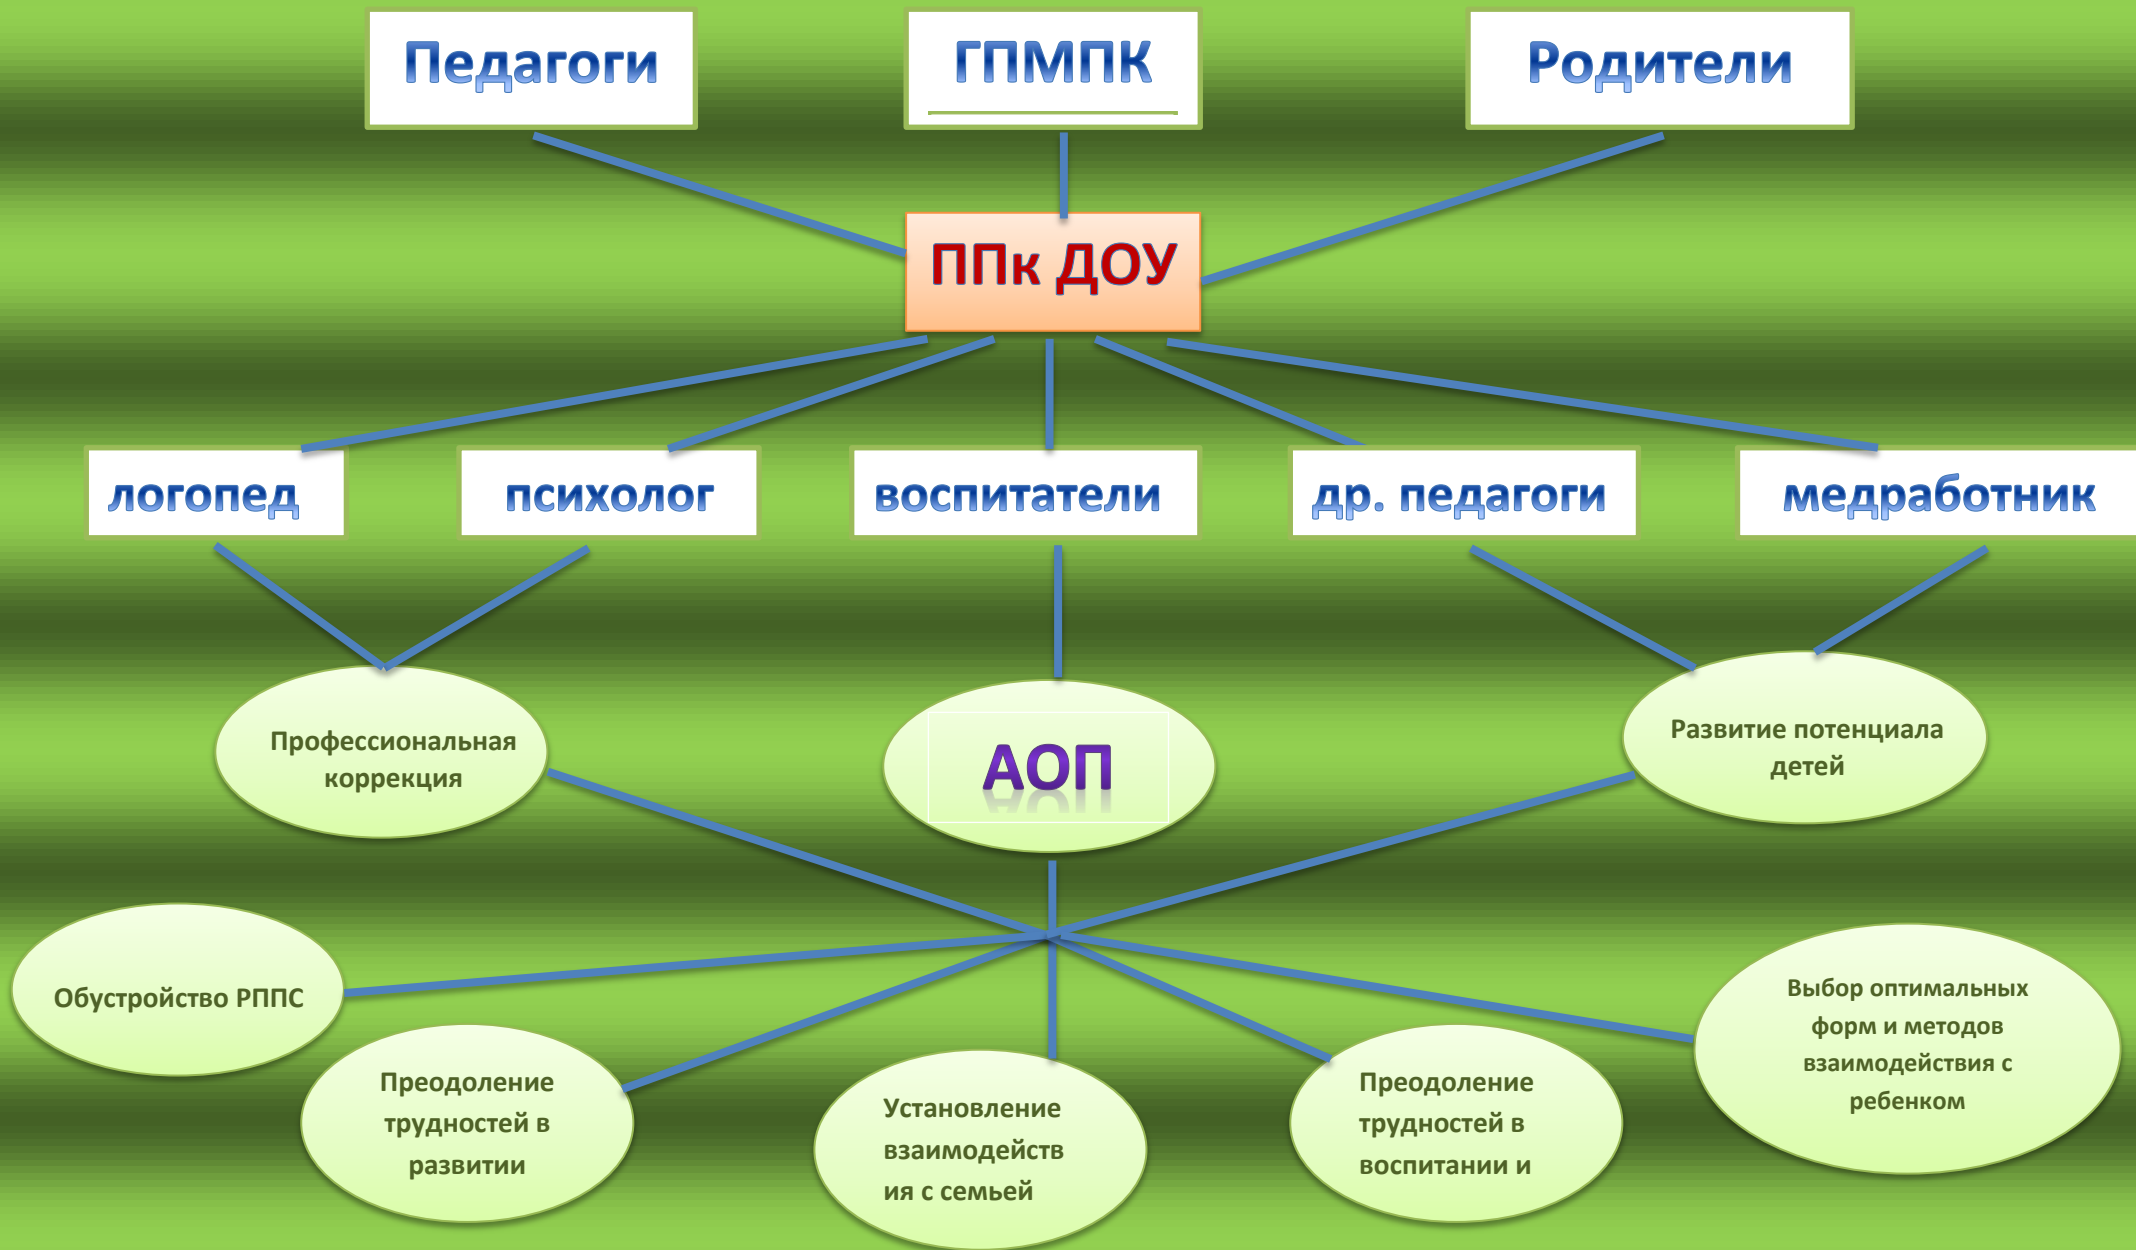 Педагоги
ГПМПК
Родители
ППк ДОУ
логопед
психолог
воспитатели
др. педагоги
медработник
Профессиональная
коррекция
АОП
Развитие потенциала
детей
Обустройство РППС
Преодоление
трудностей в
развитии
Установление
взаимодейств
ия с семьей
Преодоление
трудностей в
воспитании и
Выбор оптимальных
форм и методов
взаимодействия с
ребенком